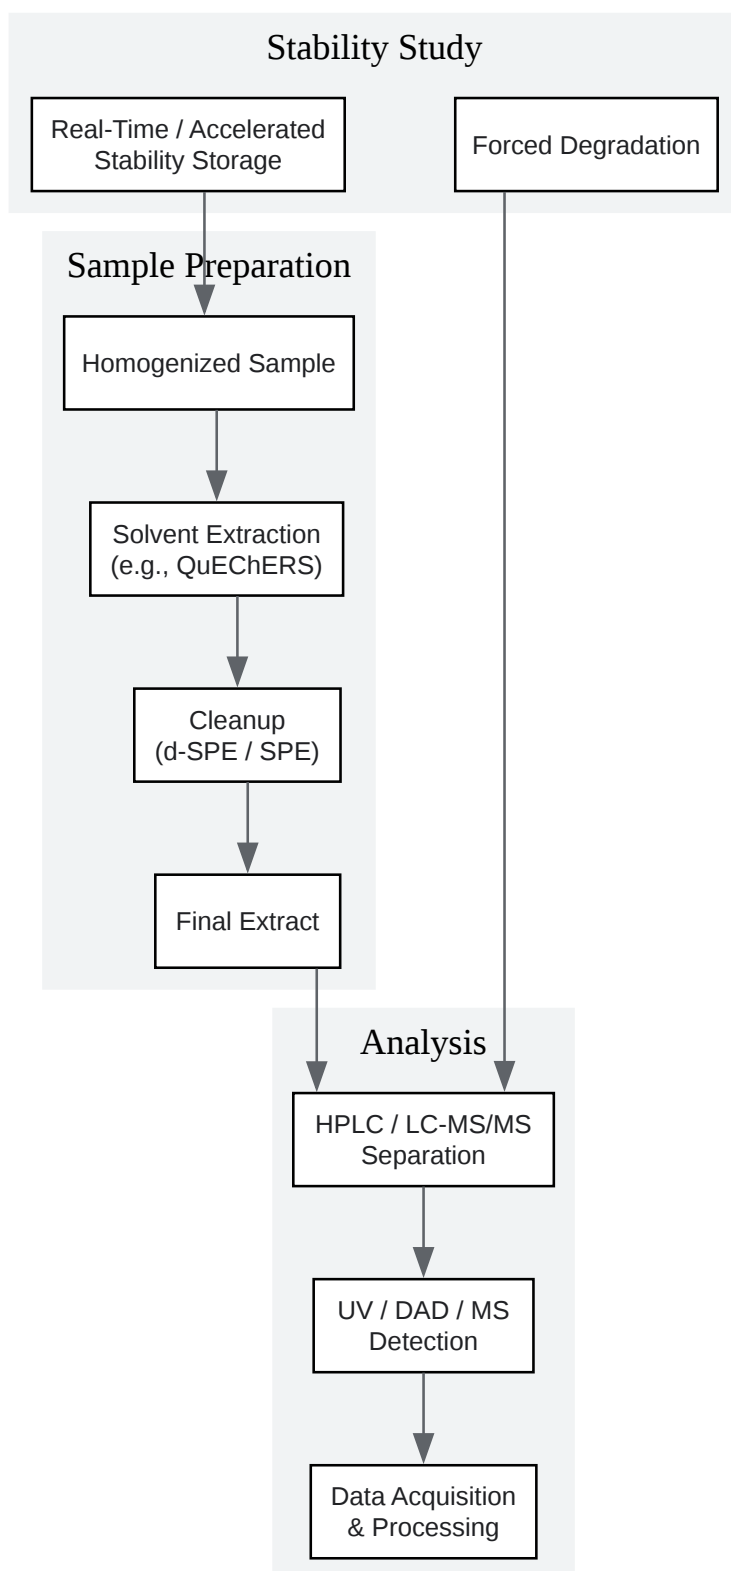 Stability Study
Real-Time / Accelerated
Stability Storage
Forced Degradation
Sample Preparation
Homogenized Sample
Solvent Extraction
(e.g., QuEChERS)
Cleanup
(d-SPE / SPE)
Final Extract
Analysis
HPLC / LC-MS/MS
Separation
UV / DAD / MS
Detection
Data Acquisition
& Processing